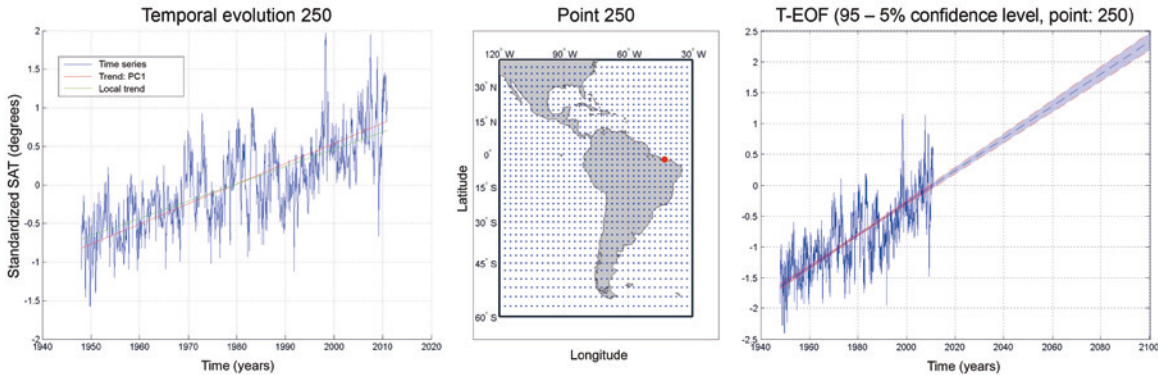 Temporal evolution 250
Point 250
T-EOF (95 – 5% confidence level, point: 250)
Standardized SAT (degrees)
2
1.5
1
0.5
0
-0.5
-1
-1.5
-2
Time series
Trend: PC1
Local trend
1940 1950 1960 1970 1980 1990 2000 2010 2020
Time (years)
120° W 90° W 60° W 30° W
30° N
15° N
0°
15° S
30° S
45° S
60° S
Latitude
Longitude
2.5
2
1.5
1
0.5
0
-0.5
-1
-1.5
-2
-2.5
1940 1960 1980 2000 2020 2040 2060 2080 2100
Time (years)